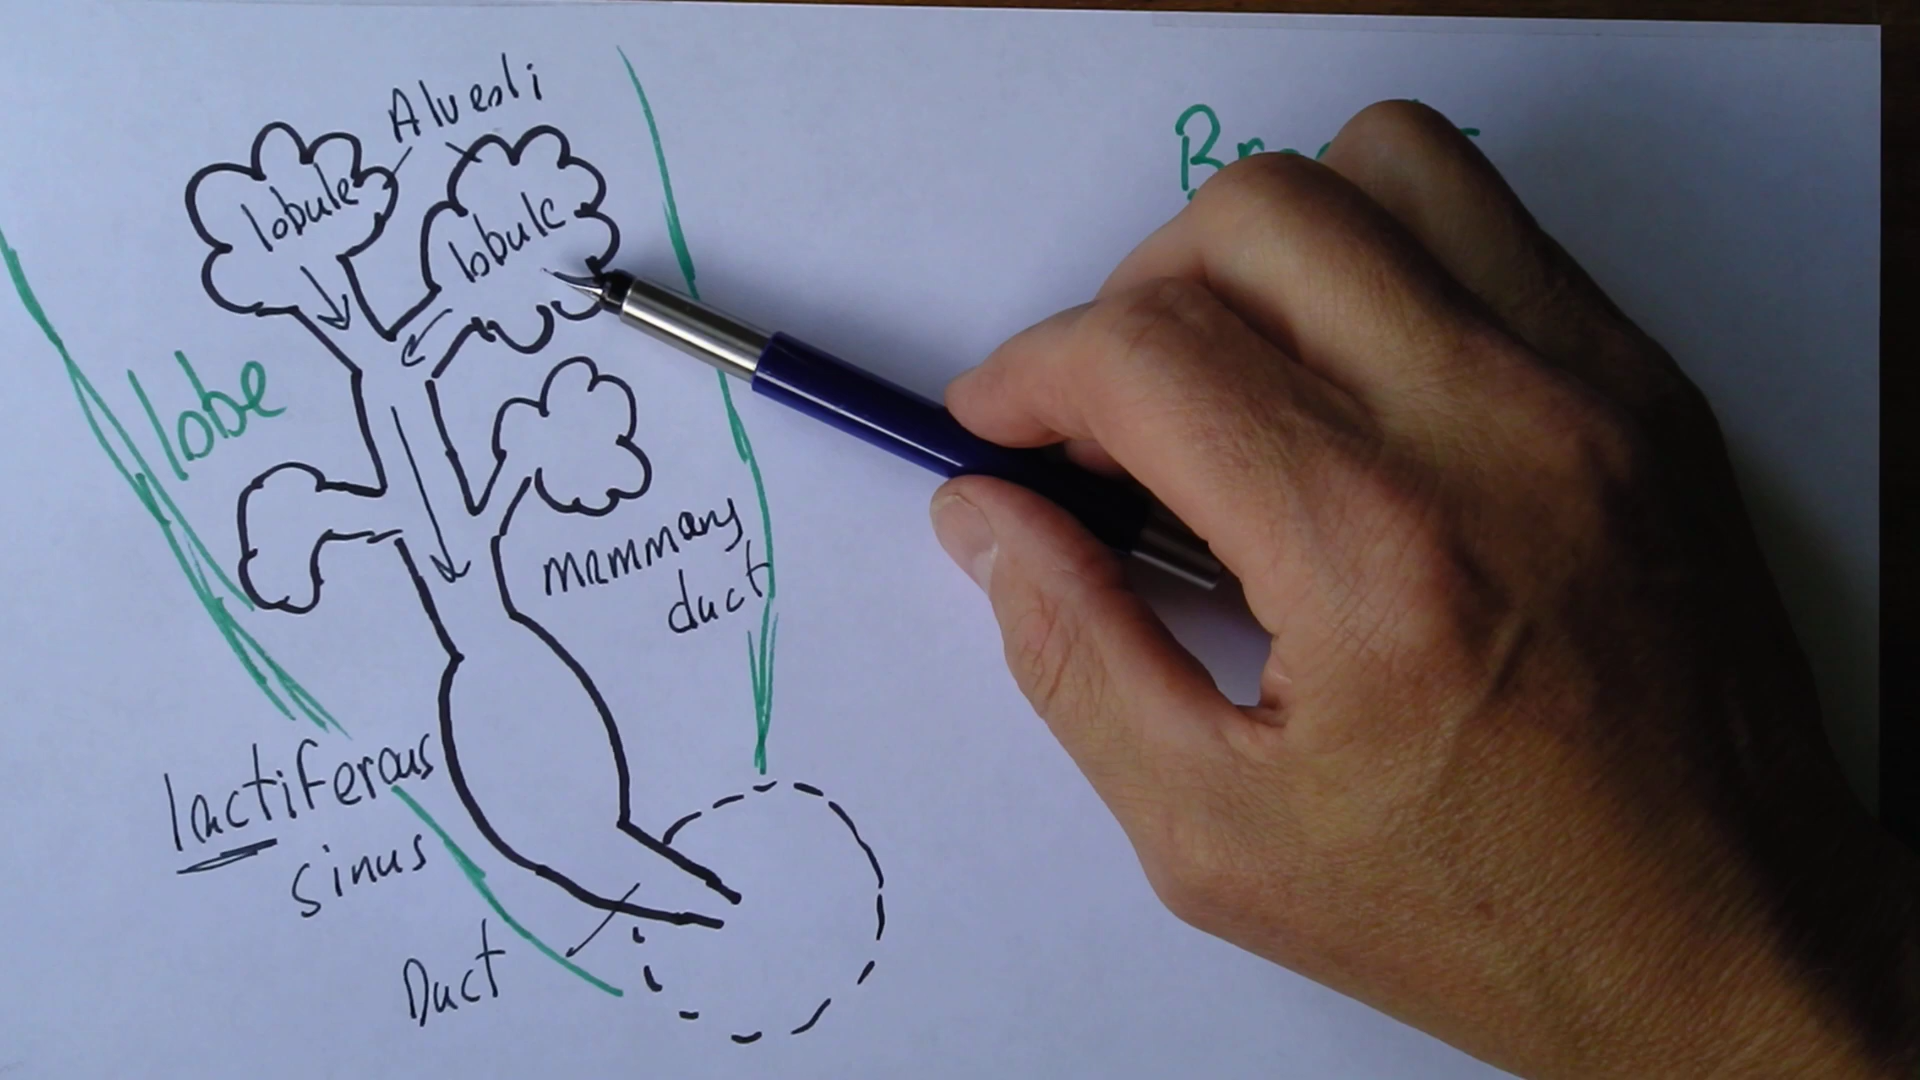 Alveoli
lobule
lobule
lobe
mammary
duct
lactiferous
sinus
Duct